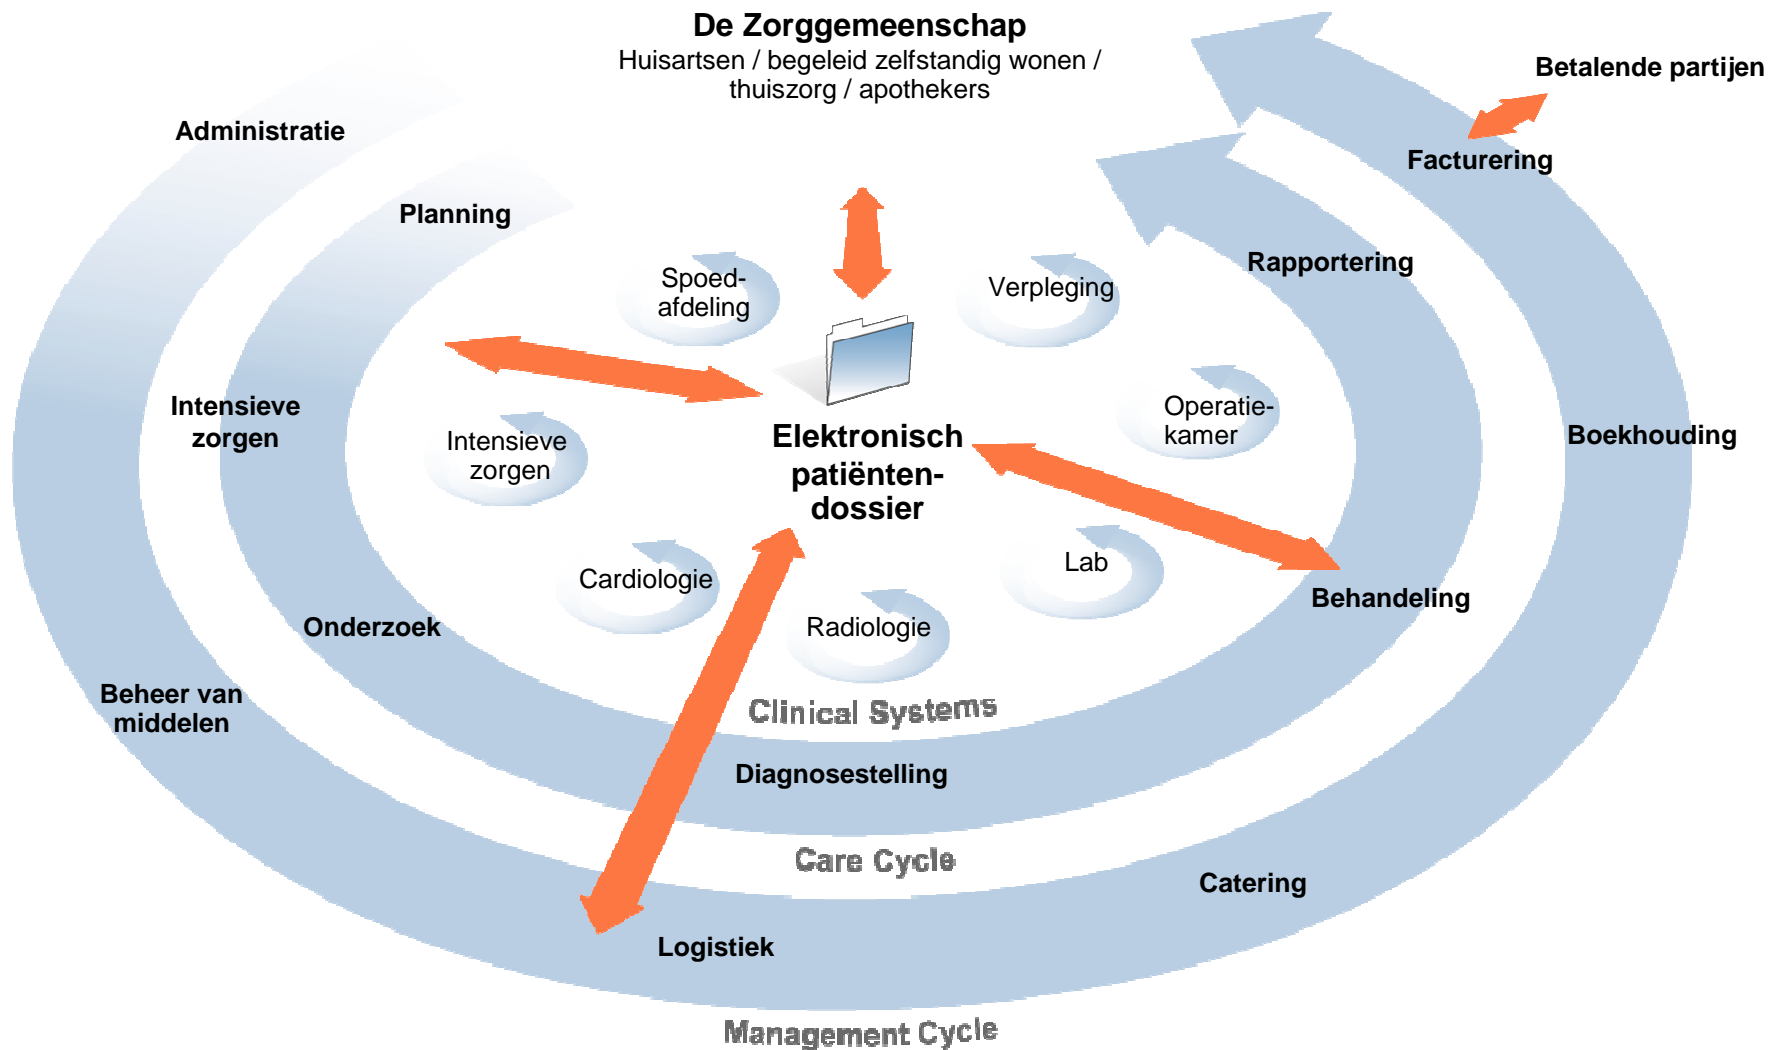 De Zorggemeenschap
Huisartsen / begeleid zelfstandig wonen /
thuiszorg / apothekers
Betalende partijen
Administratie
Facturering
Planning
Rapportering
Spoed-
afdeling
Verpleging
Intensieve
zorgen
Intensieve
zorgen
Elektronisch
patiënten-
dossier
Operatie-
kamer
Boekhouding
Cardiologie
Lab
Behandeling
Onderzoek
Radiologie
Beheer van
middelen
Clinical Systems
Diagnosestelling
Care Cycle
Catering
Logistiek
Management Cycle